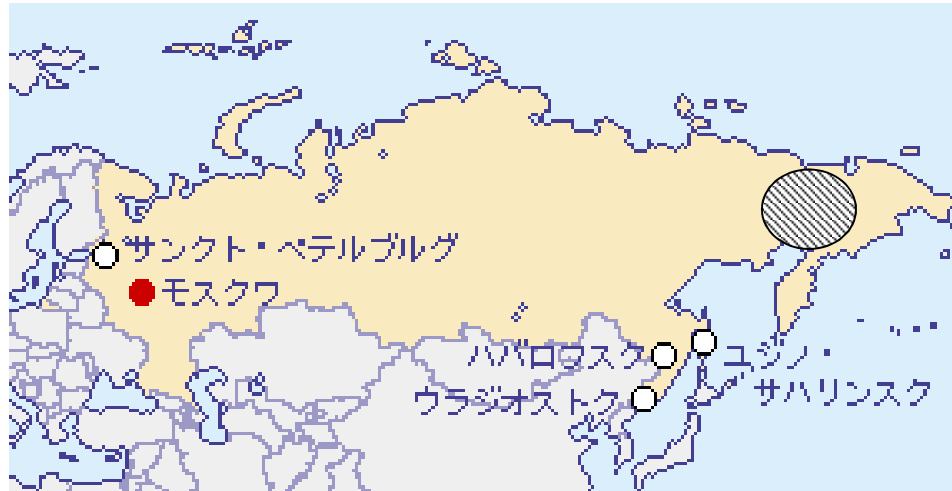 サンクト・ペテルブルグ
モスクワ
ハバロウスク
ユジノ・
サハリンスク
ウラジオストク